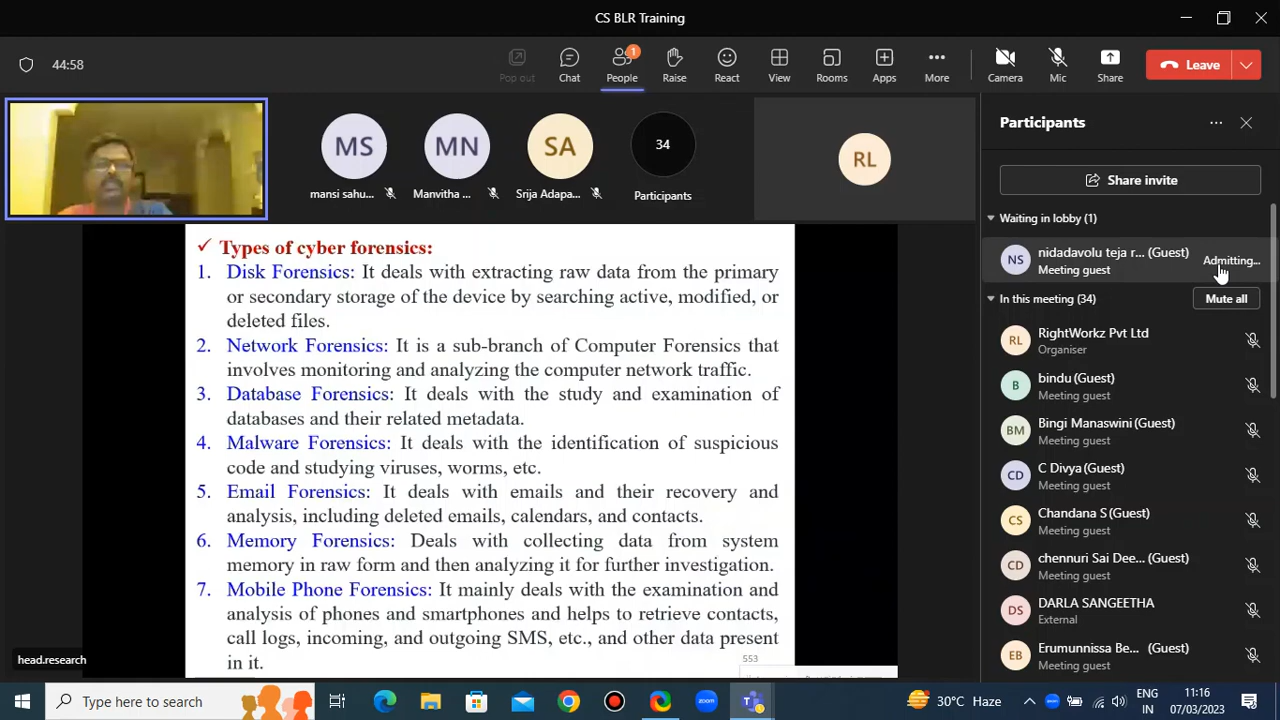 CS BLR Training
44:58
Pop out
Chat
1
People
Raise
React
View
Rooms
Apps
More
Camera
Mic
Share
Leave
MS
mansi sahu...
MN
Manvitha ...
SA
Srija Adapa...
34
Participants
RL
Participants
Share invite
Waiting in lobby (1)
NS
nidadavolu teja r... (Guest)
Meeting guest
Admitting...
In this meeting (34)
Mute all
RL
RightWorkz Pvt Ltd
Organiser
B
bindu (Guest)
Meeting guest
BM
Bingi Manaswini (Guest)
Meeting guest
CD
C Divya (Guest)
Meeting guest
CS
Chandana S (Guest)
Meeting guest
CD
chennuri Sai Dee... (Guest)
Meeting guest
DS
DARLA SANGEETHA
External
EB
Erumunnissa Be... (Guest)
Meeting guest
✓ Types of cyber forensics:
1. Disk Forensics: It deals with extracting raw data from the primary
or secondary storage of the device by searching active, modified, or
deleted files.
2. Network Forensics: It is a sub-branch of Computer Forensics that
involves monitoring and analyzing the computer network traffic.
3. Database Forensics: It deals with the study and examination of
databases and their related metadata.
4. Malware Forensics: It deals with the identification of suspicious
code and studying viruses, worms, etc.
5. Email Forensics: It deals with emails and their recovery and
analysis, including deleted emails, calendars, and contacts.
6. Memory Forensics: Deals with collecting data from system
memory in raw form and then analyzing it for further investigation.
7. Mobile Phone Forensics: It mainly deals with the examination and
analysis of phones and smartphones and helps to retrieve contacts,
call logs, incoming, and outgoing SMS, etc., and other data present
in it.
553
head.research
Type here to search
zoom
30°C Haze
ENG
IN
11:16
07/03/2023